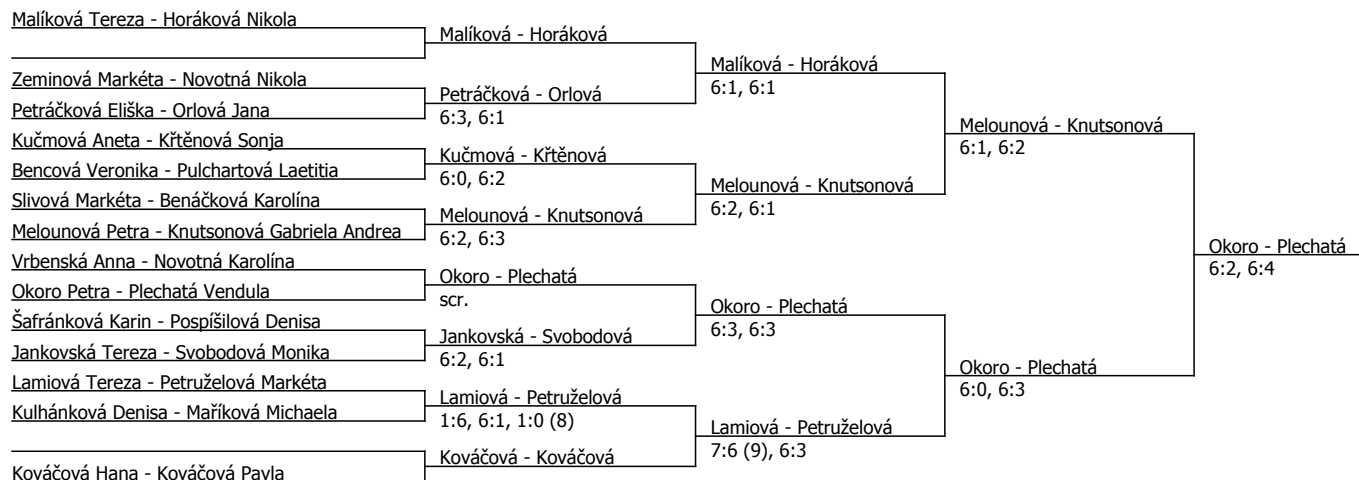 Malíková Tereza - Horáková Nikola
Zeminová Markéta - Novotná Nikola
Petráčková Eliška - Orlová Jana
Kučmová Aneta - Křtěnová Sonja
Bencová Veronika - Pulchartová Laetitia
Slivová Markéta - Benáčková Karolína
Melounová Petra - Knutsonová Gabriela Andrea
Vrbenská Anna - Novotná Karolína
Okoro Petra - Plechatá Vendula
Šafránková Karin - Pospíšilová Denisa
Jankovská Tereza - Svobodová Monika
Lamiová Tereza - Petruželová Markéta
Kulhánková Denisa - Maříková Michaela
Kováčová Hana - Kováčová Pavla
Malíková - Horáková
Petráčková - Orlová
6:3, 6:1
Kučmová - Křtěnová
6:0, 6:2
Melounová - Knutsonová
6:2, 6:3
Okoro - Plechatá
scr.
Jankovská - Svobodová
6:2, 6:1
Lamiová - Petruželová
1:6, 6:1, 1:0 (8)
Kováčová - Kováčová
Malíková - Horáková
6:1, 6:1
Melounová - Knutsonová
6:2, 6:1
Okoro - Plechatá
6:3, 6:3
Lamiová - Petruželová
7:6 (9), 6:3
Melounová - Knutsonová
6:1, 6:2
Okoro - Plechatá
6:0, 6:3
Okoro - Plechatá
6:2, 6:4